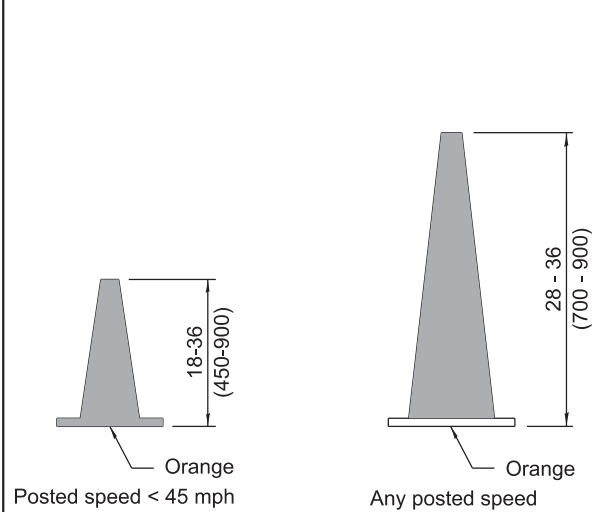 18-36
(450-900)
Orange
Posted speed < 45 mph
28 - 36
(700 - 900)
Orange
Any posted speed